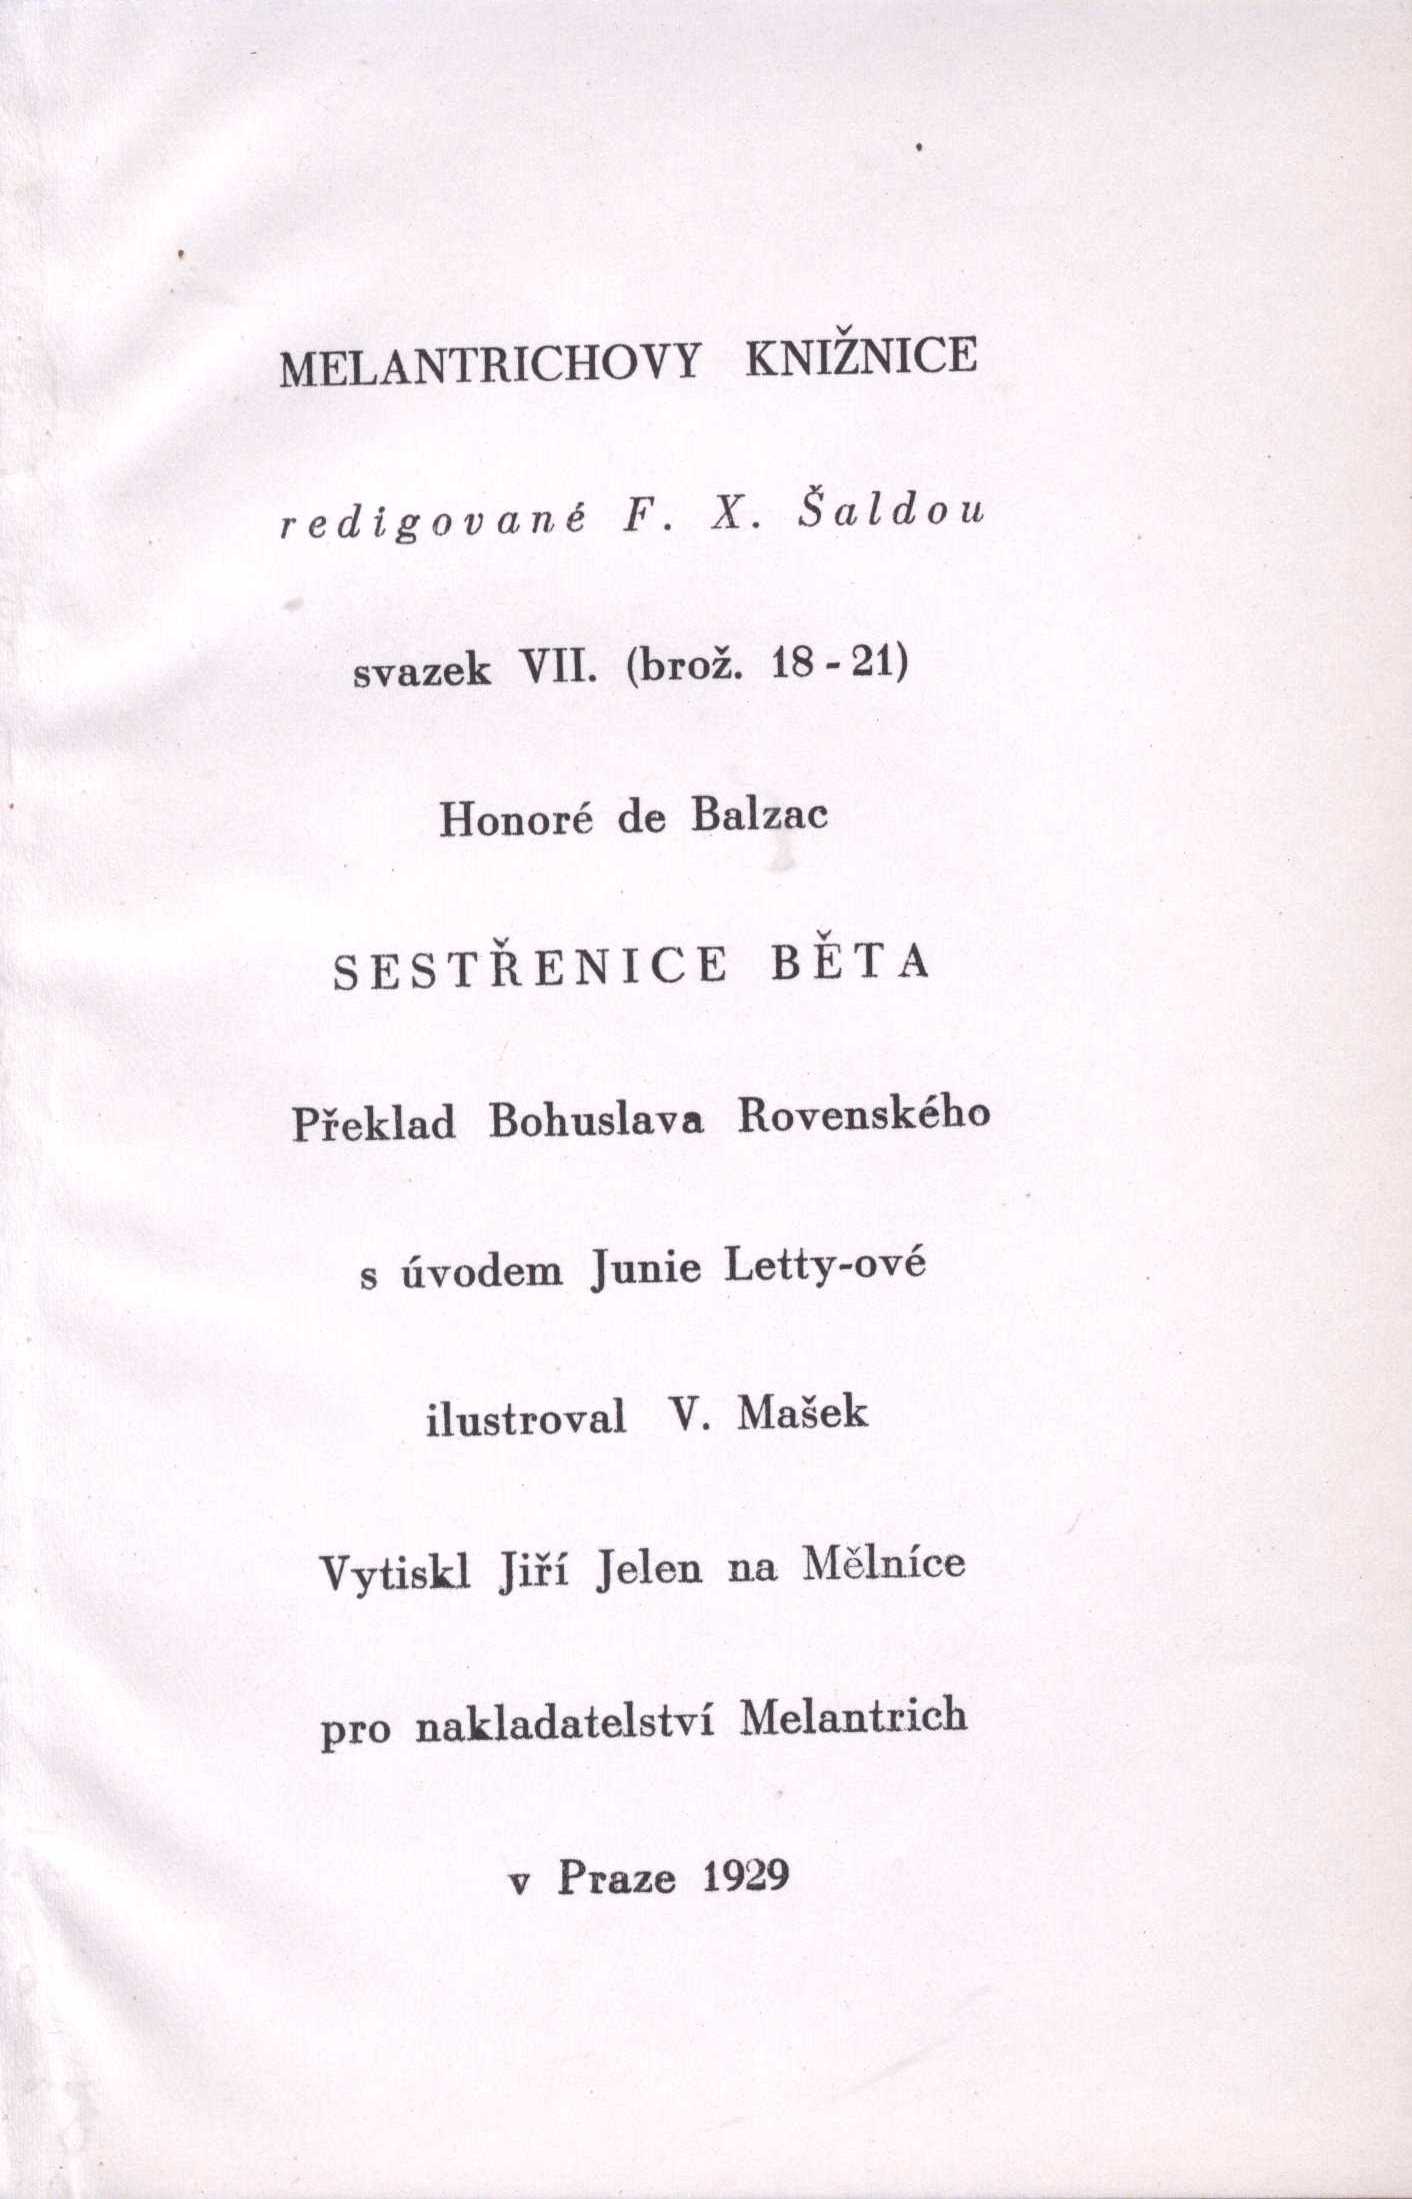 MELANTRICHOVY KNIŽNICE
redigované F. X. Šaldou
svazek VII. (brož. 18 - 21)
Honoré de Balzac
SESTŘENICE BĚTA
Překlad Bohuslava Rovenského
s úvodem Junie Letty-ové
ilustroval V. Mašek
Vytiskl Jiří Jelen na Mělníce
pro nakladatelství Melantrich
v Praze 1929